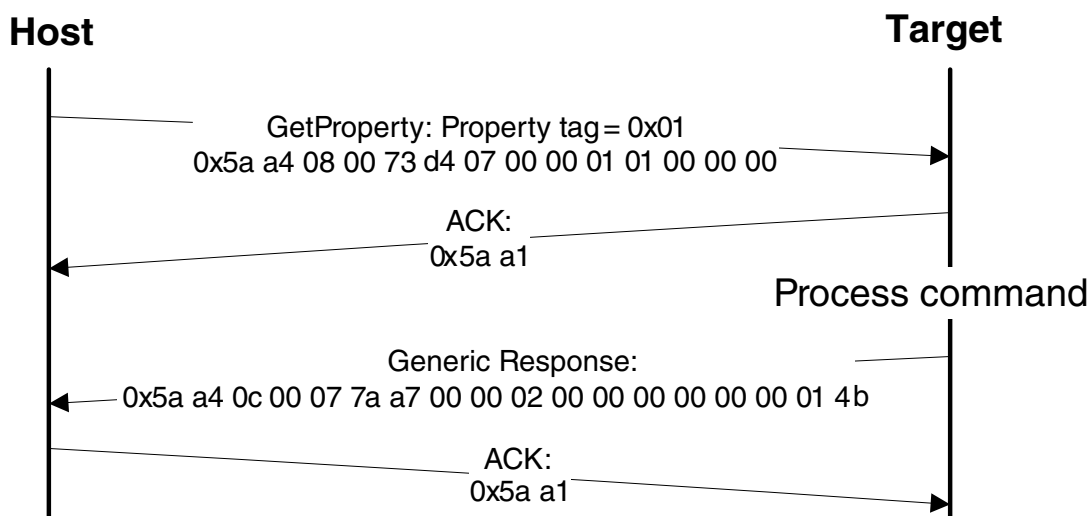 Host
Target
GetProperty: Property tag = 0x01
0x5a a4 08 00 73 d4 07 00 00 01 01 00 00 00
ACK:
0x5a a1
Process command
Generic Response:
0x5a a4 0c 00 07 7a a7 00 00 02 00 00 00 00 00 00 01 4b
ACK:
0x5a a1